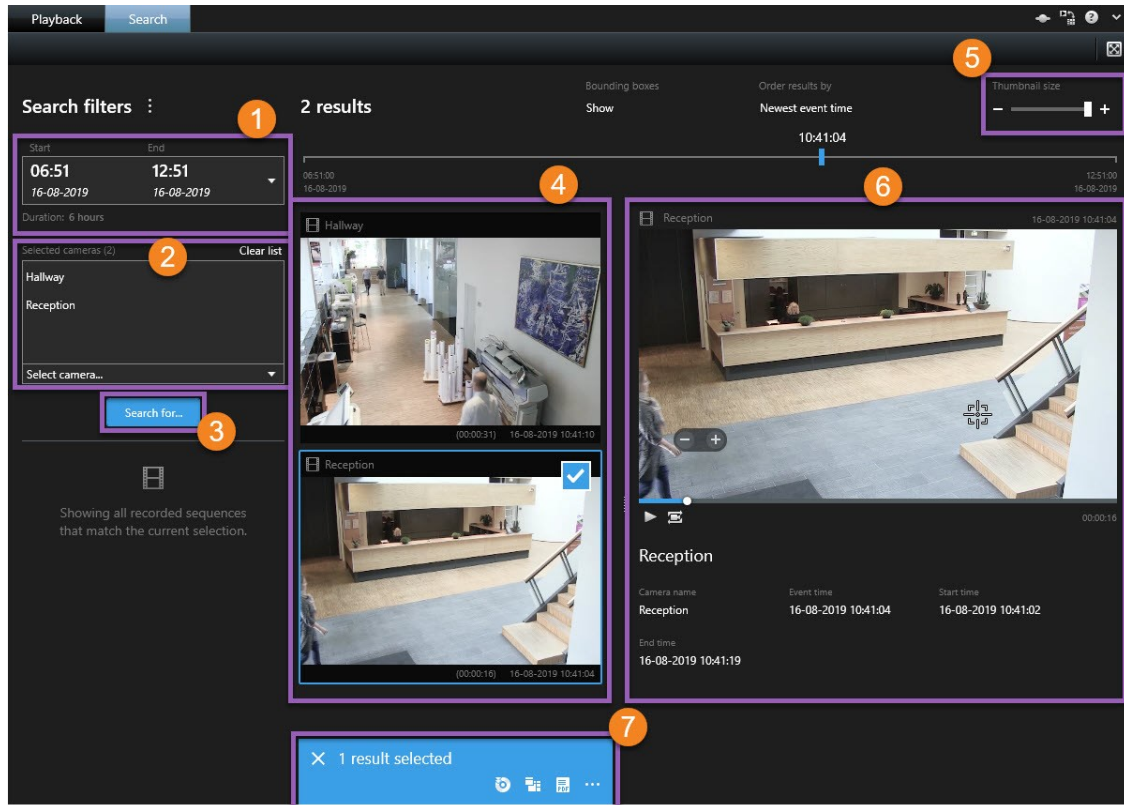 Playback Search
5
Search filters
1
2 results
Bounding boxes
Show
Order results by
Newest event time
Thumbnail size
− +
10:41:04
Start End
06:51 12:51
16-08-2019 16-08-2019
Duration: 6 hours
06:51:00
16-08-2019
12:51:00
16-08-2019
4
6
2
Selected cameras (2) Clear list
Hallway
Reception
Select camera...
Search for...
3
Showing all recorded sequences
that match the current selection.
Hallway
(00:00:31) 16-08-2019 10:41:10
Reception
(00:00:16) 16-08-2019 10:41:04
Reception 16-08-2019 10:41:04
− +
00:00:16
Reception
Camera name Event time Start time
Reception 16-08-2019 10:41:04 16-08-2019 10:41:02
End time
16-08-2019 10:41:19
7
1 result selected
PDF